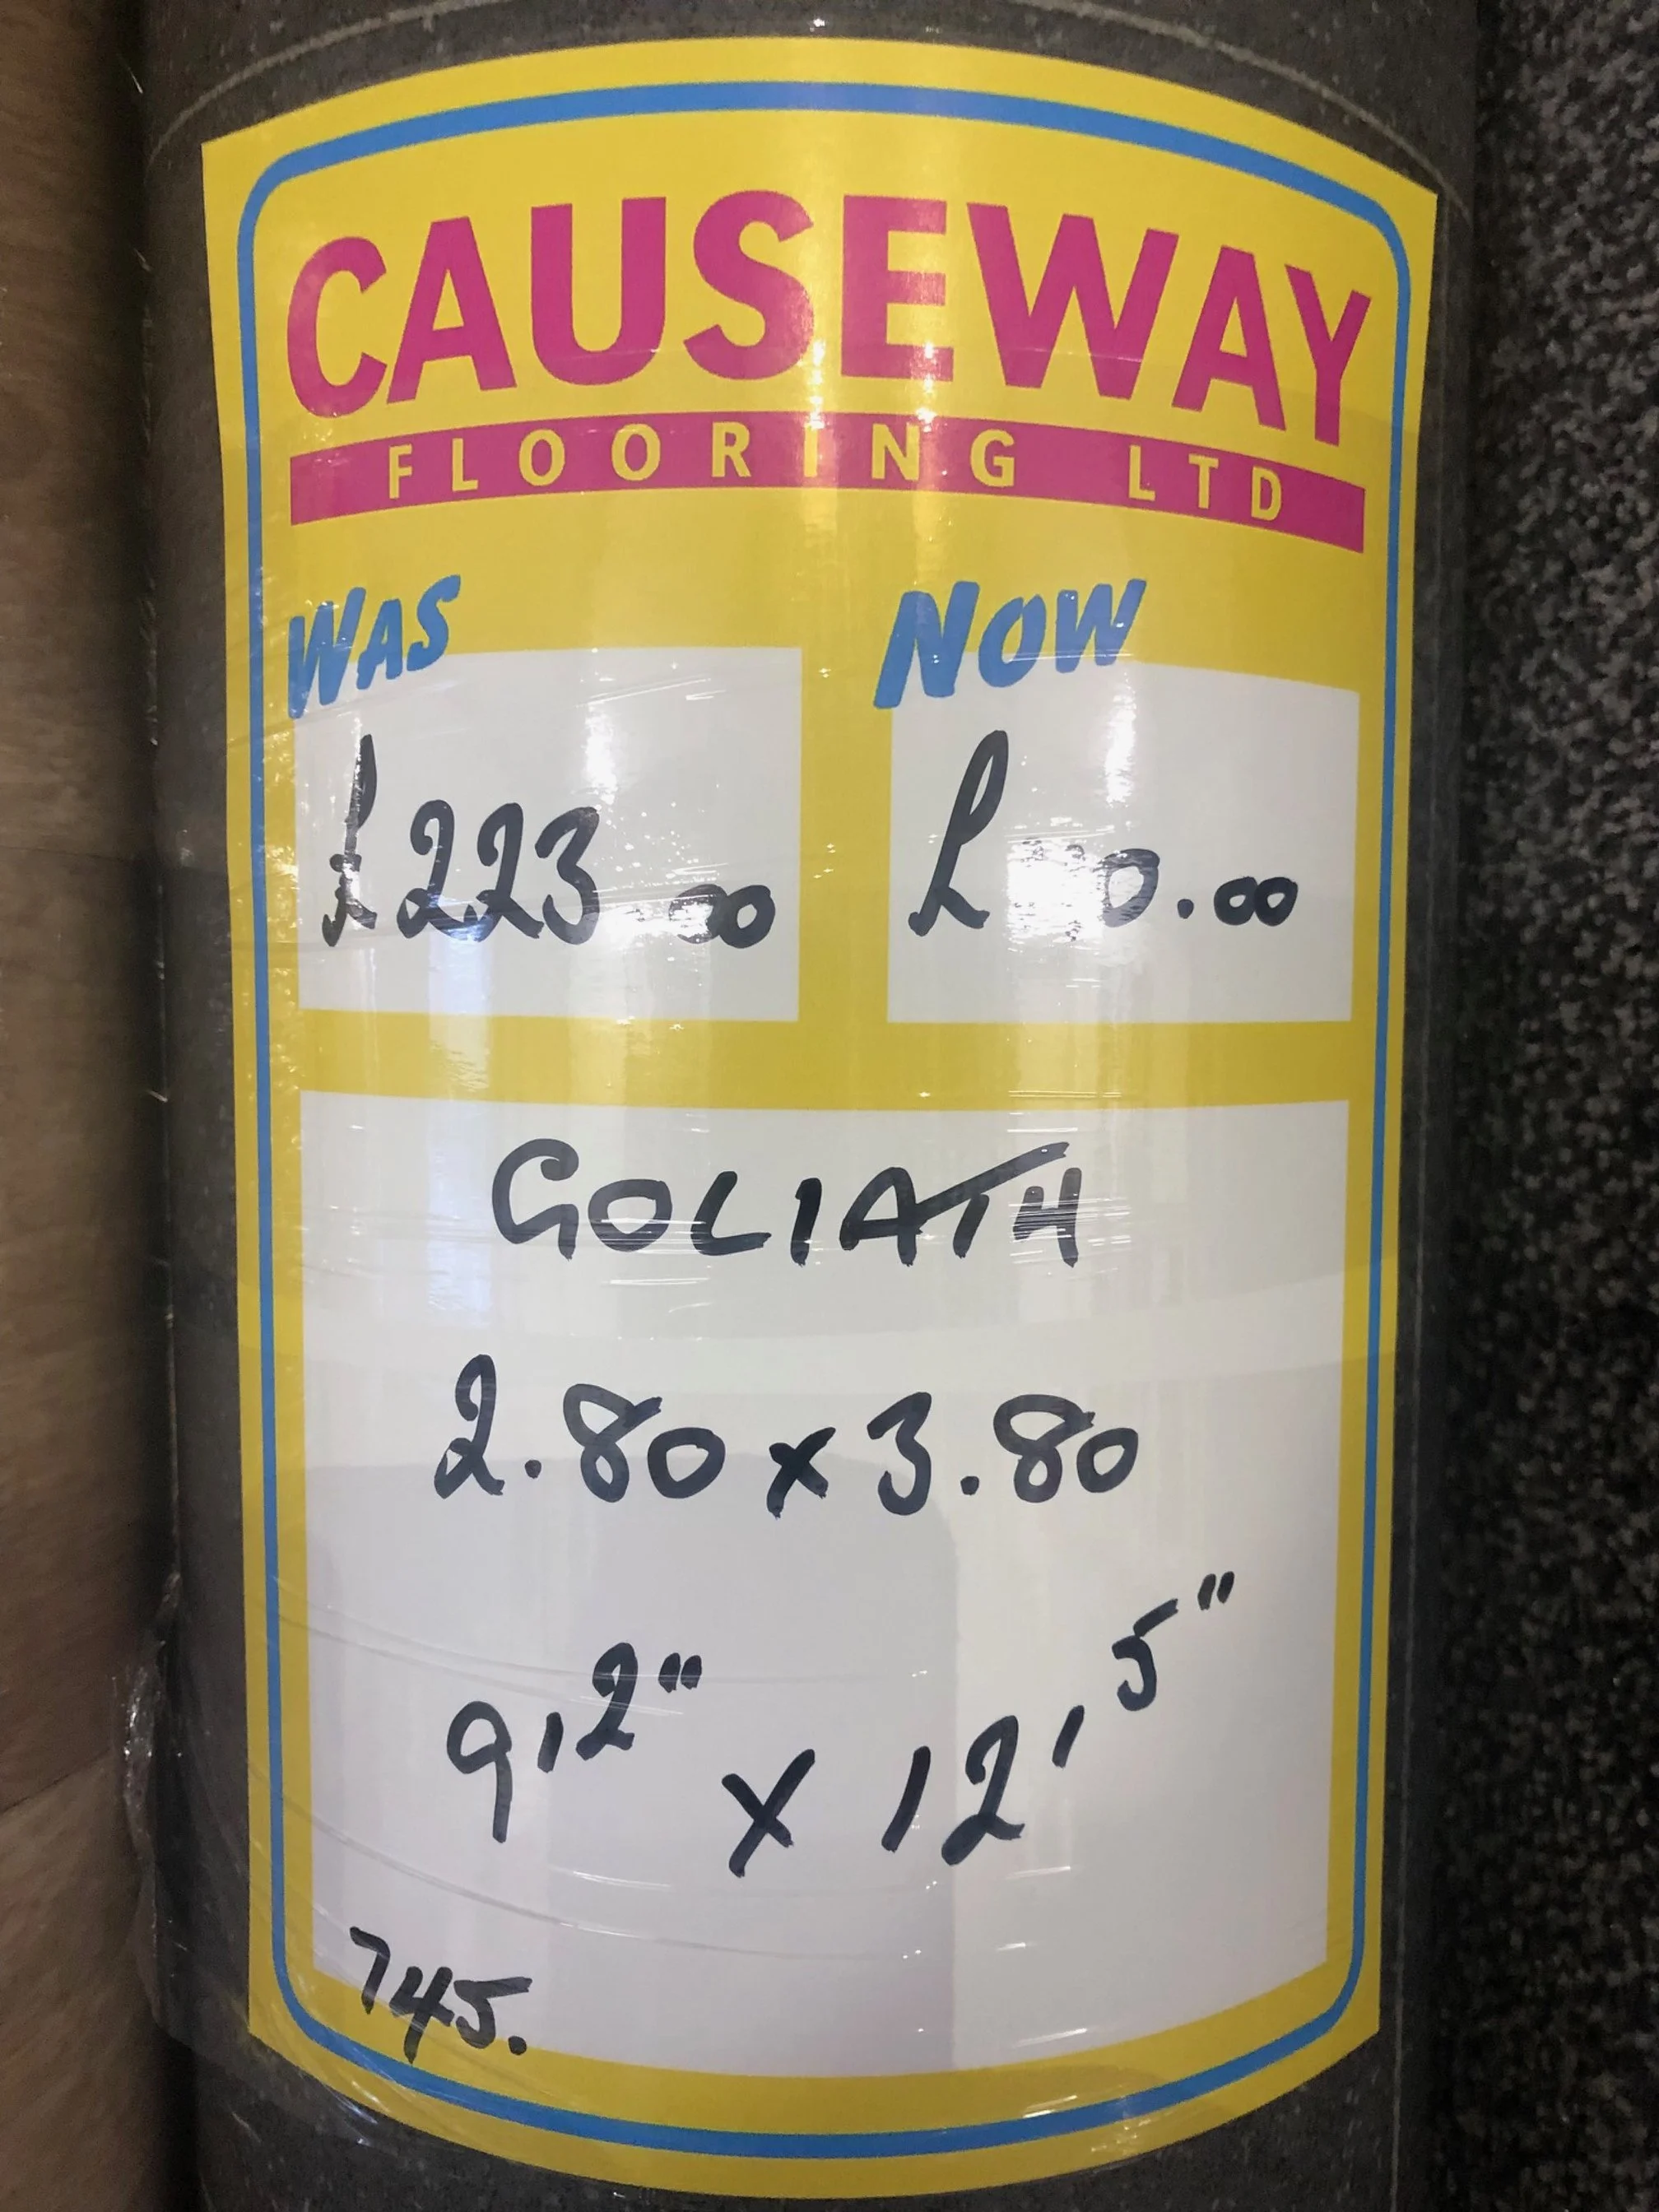 CAUSEWAY
FLOORING LTD
WAS NOW
£223.00
GOLIATH
2.80 x 3.80
9'2" x 12'5"
745.